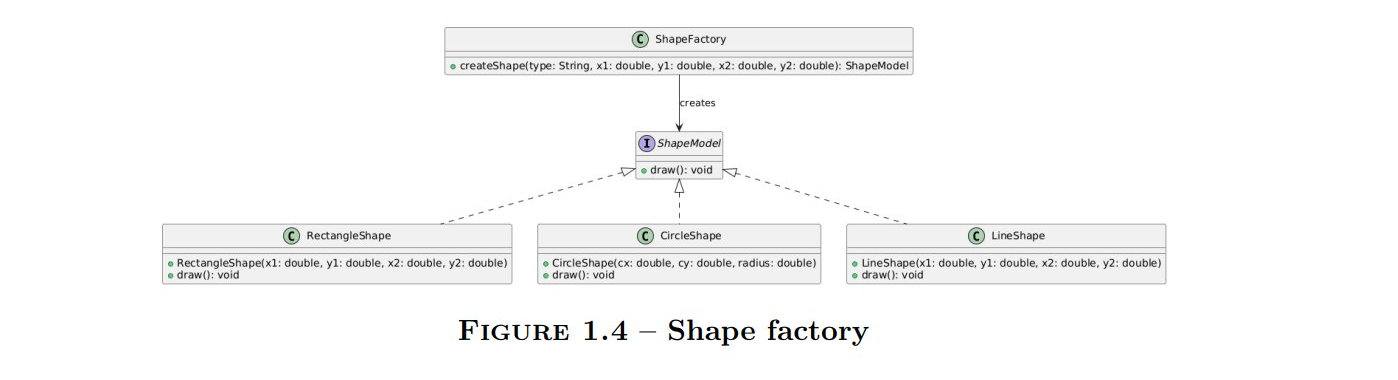 C ShapeFactory
createShape(type: String, x1: double, y1: double, x2: double, y2: double): ShapeModel
creates
I ShapeModel
draw(): void
C RectangleShape
RectangleShape(x1: double, y1: double, x2: double, y2: double)
draw(): void
C CircleShape
CircleShape(cx: double, cy: double, radius: double)
draw(): void
C LineShape
LineShape(x1: double, y1: double, x2: double, y2: double)
draw(): void
FIGURE 1.4 – Shape factory